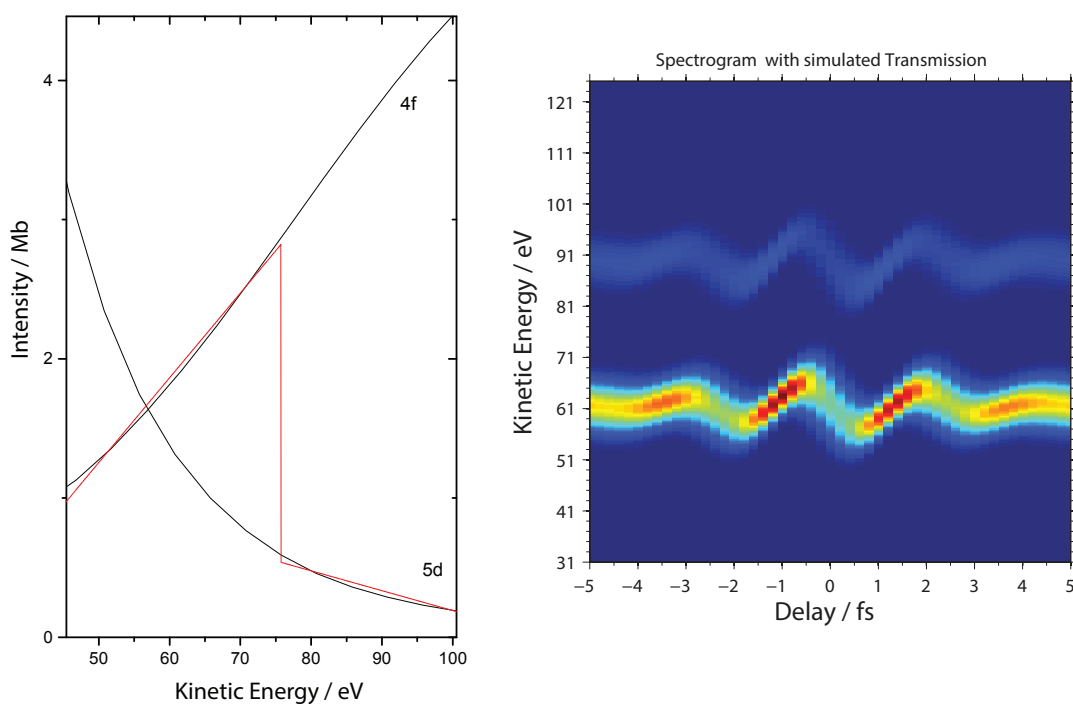 4
2
0
Intensity / Mb
4f
5d
50 60 70 80 90 100
Kinetic Energy / eV
Spectrogram with simulated Transmission
121
111
101
91
81
71
61
51
41
31
Kinetic Energy / eV
−5 −4 −3 −2 −1 0 1 2 3 4 5
Delay / fs